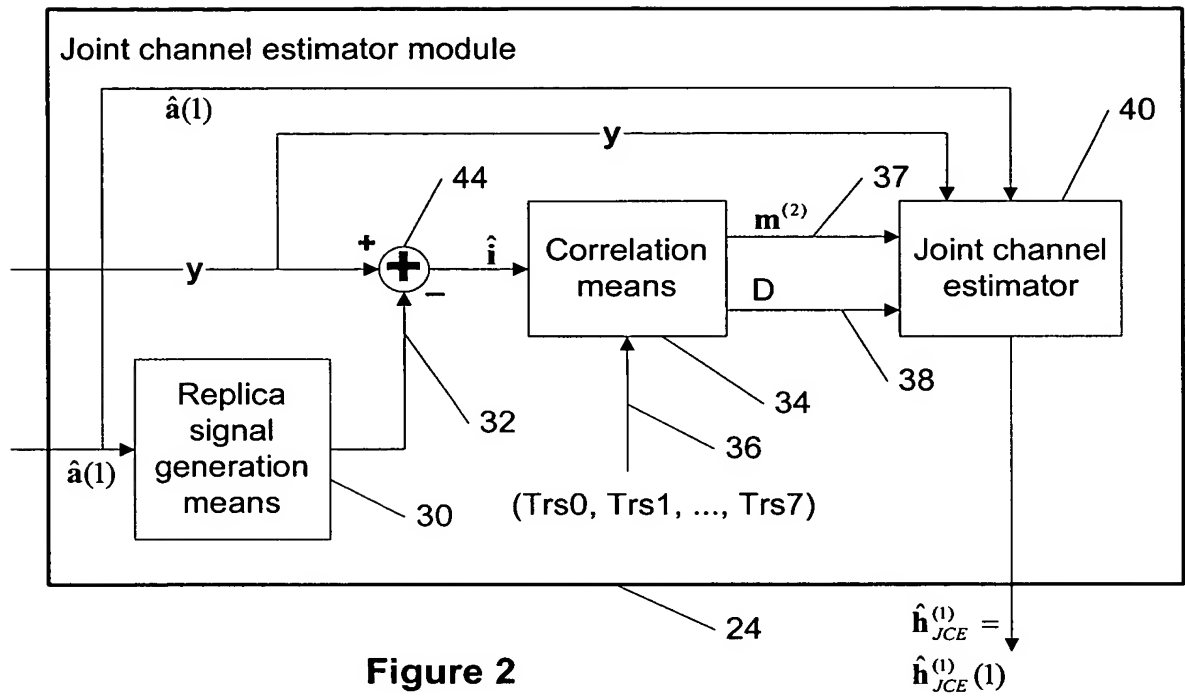 Joint channel estimator module
â(1)
y
40
44
37
m⁽²⁾
+
y
î
Correlation means
Joint channel estimator
−
D
38
32
34
36
Replica signal generation means
â(1)
30
(Trs0, Trs1, ..., Trs7)
24
ĥ⁽¹⁾_JCE =
ĥ⁽¹⁾_JCE (1)
Figure 2